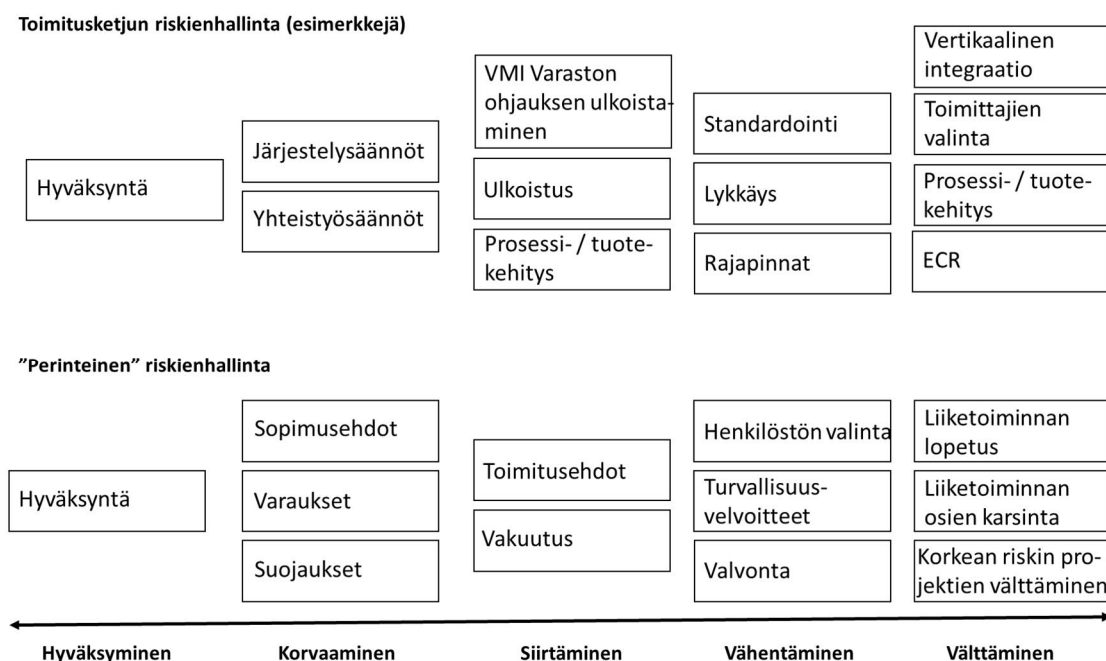 Toimitusketjun riskienhallinta (esimerkkejä)
Hyväksyntä
Järjestelysäännöt
Yhteistyösäännöt
VMI Varaston
ohjauksen ulkoista-
minen
Ulkoistus
Prosessi- / tuote-
kehitys
Standardointi
Lykkäys
Rajapinnat
Vertikaalinen
integraatio
Toimittajien
valinta
Prosessi- / tuote-
kehitys
ECR
”Perinteinen” riskienhallinta
Hyväksyntä
Sopimusehdot
Varaukset
Suojaukset
Toimitusehdot
Vakuutus
Henkilöstön valinta
Turvallisuus-
velvoitteet
Valvonta
Liiketoiminnan
lopetus
Liiketoiminnan
osien karsinta
Korkean riskin pro-
jektien välttäminen
Hyväksyminen
Korvaaminen
Siirtäminen
Vähentäminen
Välttäminen